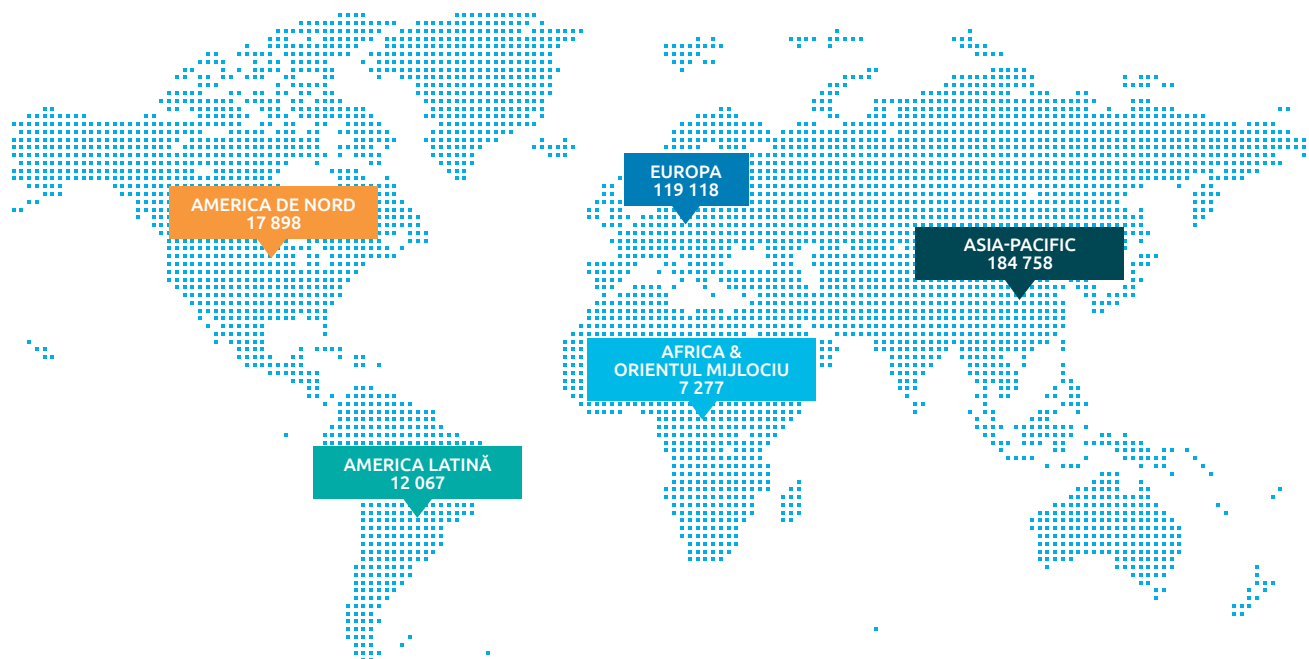 EUROPA
119 118
AMERICA DE NORD
17 898
ASIA-PACIFIC
184 758
AFRICA &
ORIENTUL MIJLOCIU
7 277
AMERICA LATINĂ
12 067